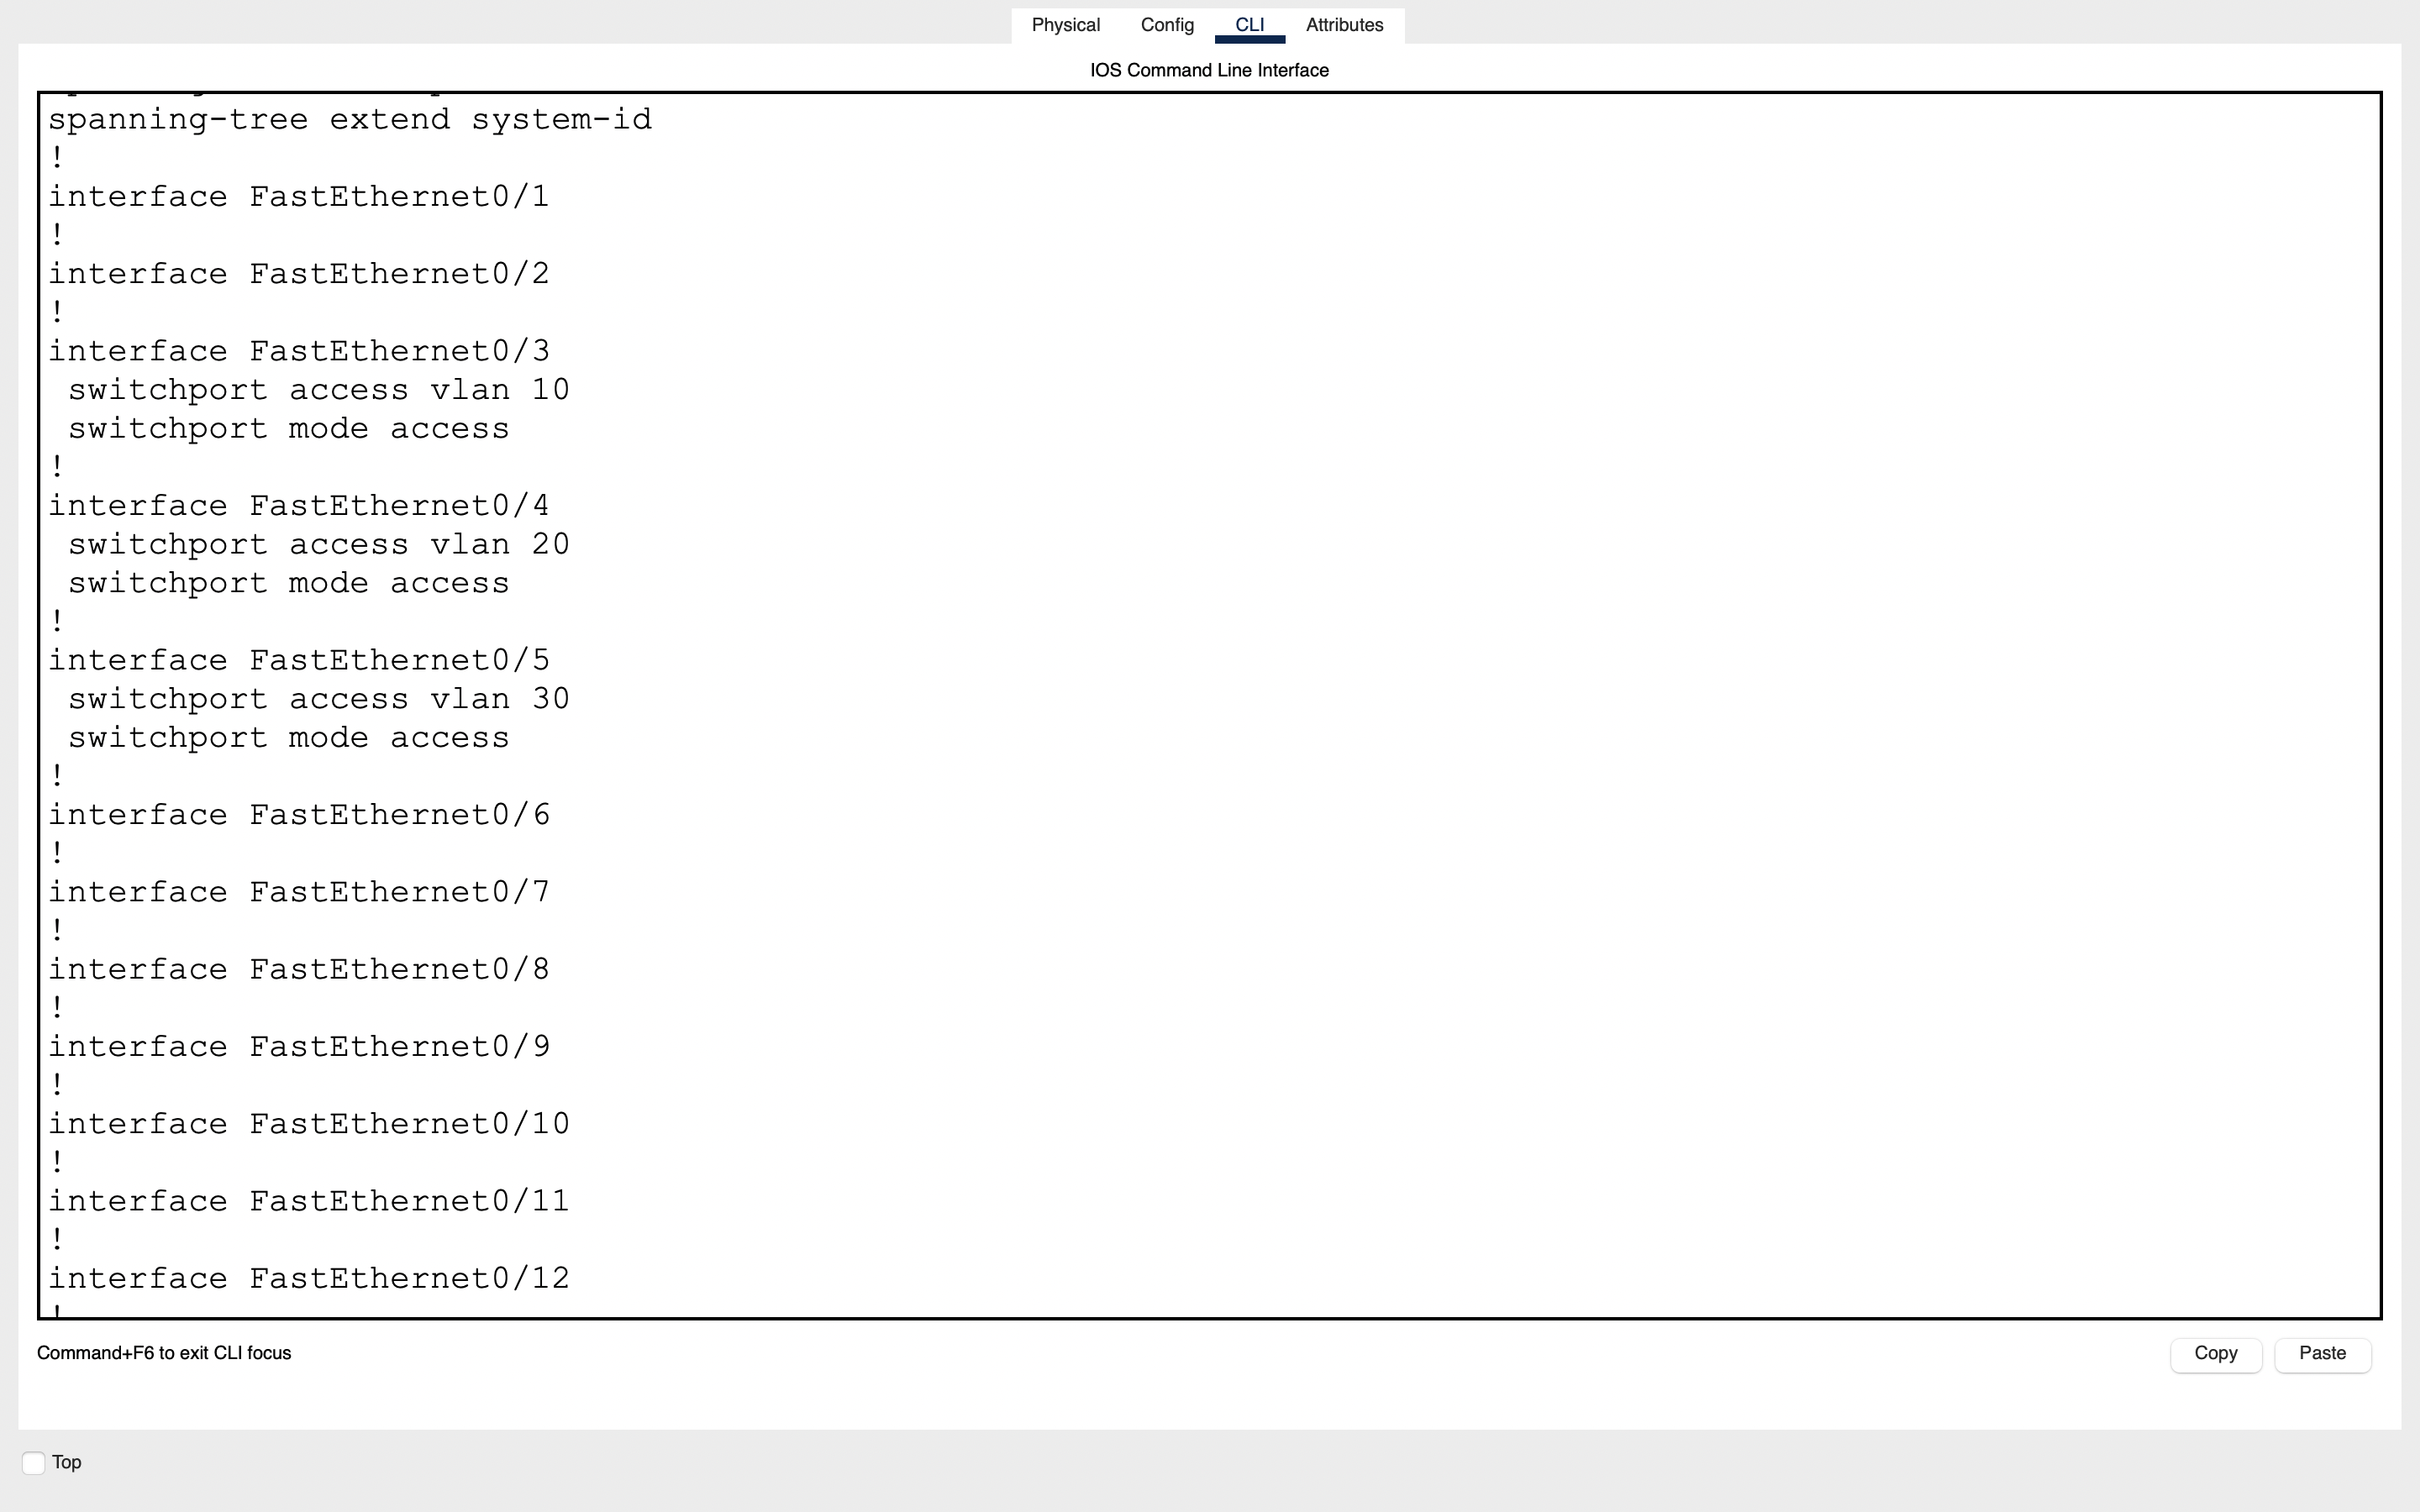 Physical Config CLI Attributes
IOS Command Line Interface
spanning-tree extend system-id
!
interface FastEthernet0/1
!
interface FastEthernet0/2
!
interface FastEthernet0/3
 switchport access vlan 10
 switchport mode access
!
interface FastEthernet0/4
 switchport access vlan 20
 switchport mode access
!
interface FastEthernet0/5
 switchport access vlan 30
 switchport mode access
!
interface FastEthernet0/6
!
interface FastEthernet0/7
!
interface FastEthernet0/8
!
interface FastEthernet0/9
!
interface FastEthernet0/10
!
interface FastEthernet0/11
!
interface FastEthernet0/12
!
Command+F6 to exit CLI focus
Copy Paste
Top